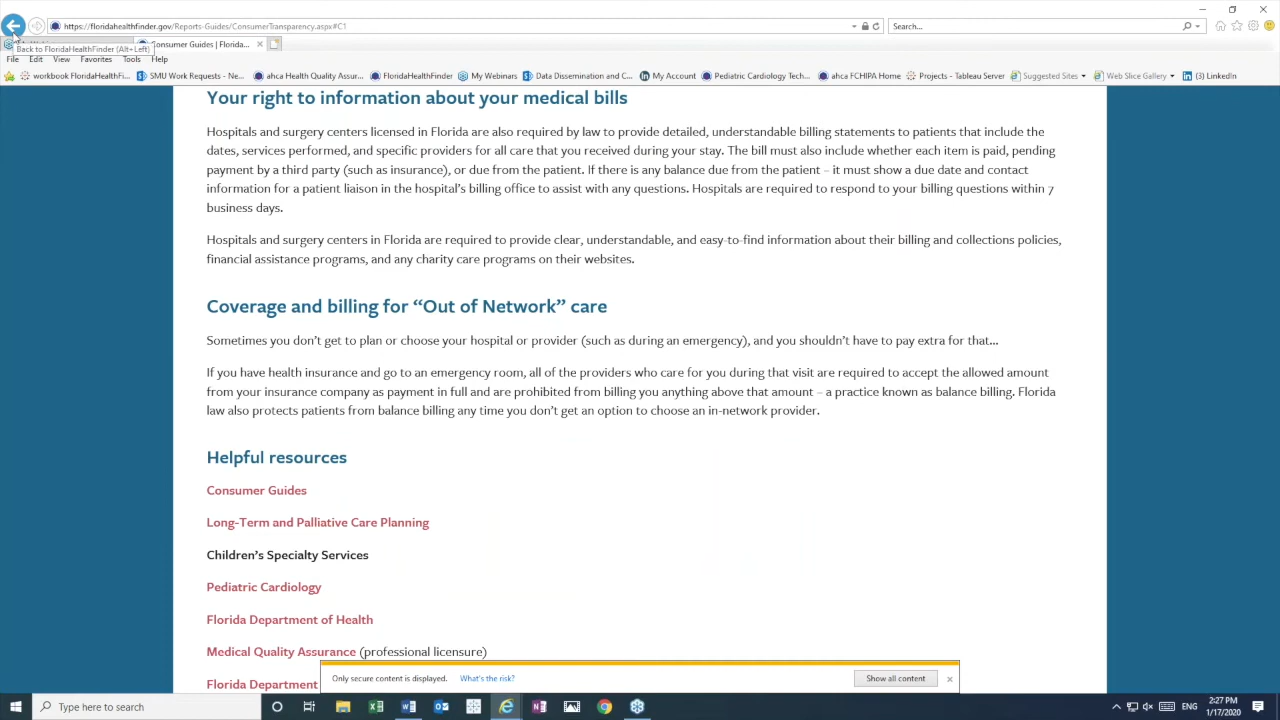 https://floridahealthfinder.gov/Reports-Guides/ConsumerTransparency.aspx#C1
Search...
Consumer Guides | Florida...
Back to FloridaHealthFinder (Alt+Left)
File Edit View Favorites Tools Help
workbook FloridaHealthFi... SMU Work Requests - Ne... ahca Health Quality Assur... FloridaHealthFinder My Webinars Data Dissemination and C... My Account Pediatric Cardiology Tech... ahca FCHIPA Home Projects - Tableau Server Suggested Sites Web Slice Gallery (3) LinkedIn
Your right to information about your medical bills
Hospitals and surgery centers licensed in Florida are also required by law to provide detailed, understandable billing statements to patients that include the
dates, services performed, and specific providers for all care that you received during your stay. The bill must also include whether each item is paid, pending
payment by a third party (such as insurance), or due from the patient. If there is any balance due from the patient – it must show a due date and contact
information for a patient liaison in the hospital's billing office to assist with any questions. Hospitals are required to respond to your billing questions within 7
business days.
Hospitals and surgery centers in Florida are required to provide clear, understandable, and easy-to-find information about their billing and collections policies,
financial assistance programs, and any charity care programs on their websites.
Coverage and billing for “Out of Network” care
Sometimes you don't get to plan or choose your hospital or provider (such as during an emergency), and you shouldn't have to pay extra for that...
If you have health insurance and go to an emergency room, all of the providers who care for you during that visit are required to accept the allowed amount
from your insurance company as payment in full and are prohibited from billing you anything above that amount – a practice known as balance billing. Florida
law also protects patients from balance billing any time you don't get an option to choose an in-network provider.
Helpful resources
Consumer Guides
Long-Term and Palliative Care Planning
Children's Specialty Services
Pediatric Cardiology
Florida Department of Health
Medical Quality Assurance (professional licensure)
Florida Department
Only secure content is displayed. What's the risk? Show all content
Type here to search
ENG
2:27 PM
1/17/2020